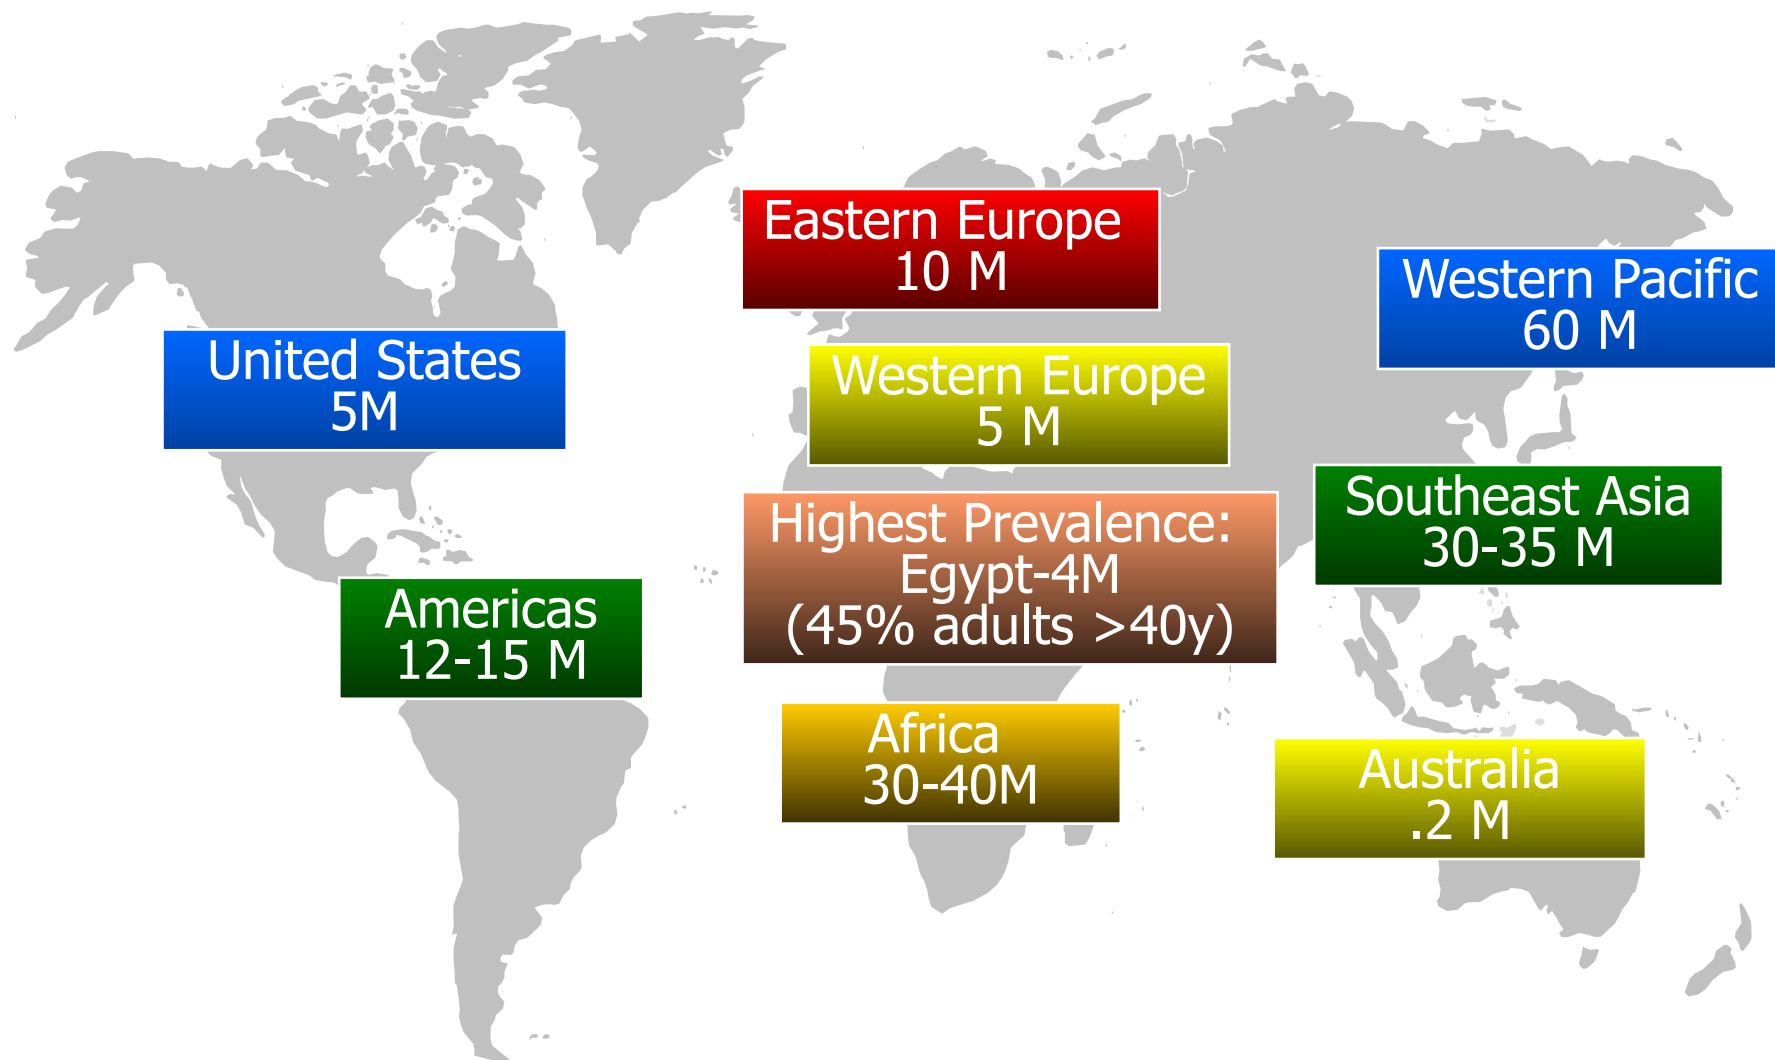 Eastern Europe
10 M
Western Pacific
60 M
United States
5M
Western Europe
5 M
Southeast Asia
30-35 M
Highest Prevalence:
Egypt-4M
(45% adults >40y)
Americas
12-15 M
Africa
30-40M
Australia
.2 M